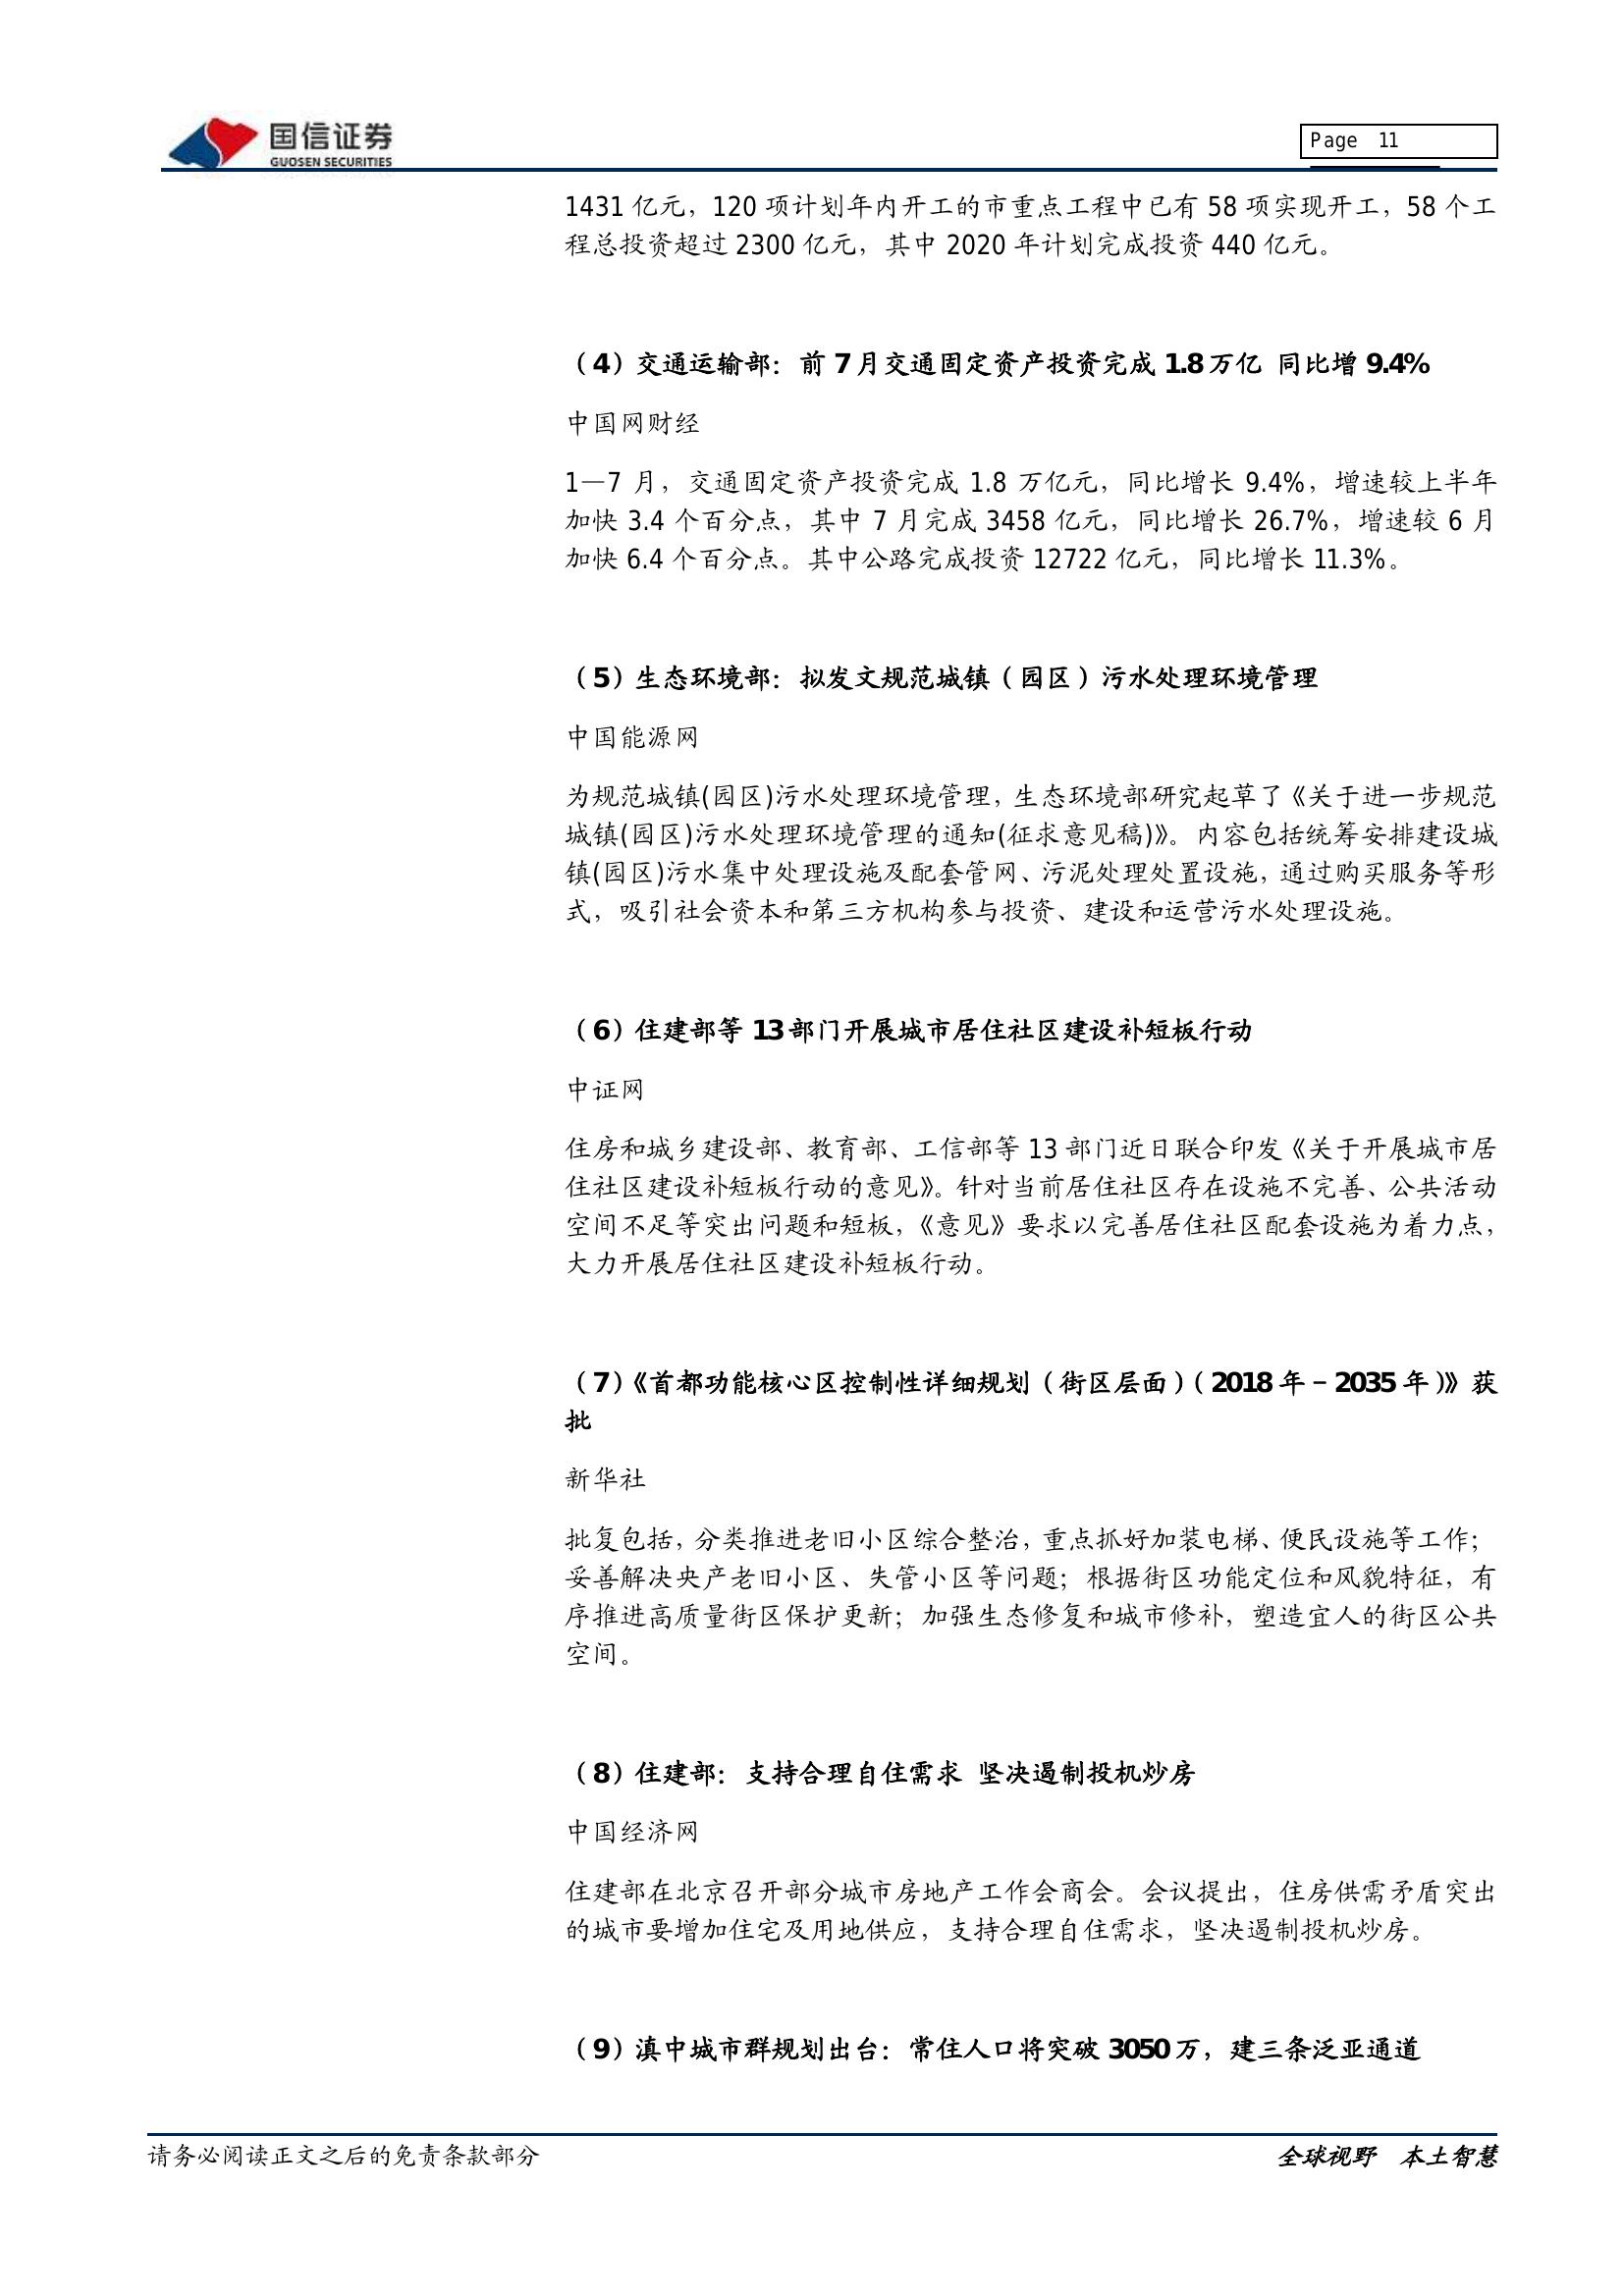 国信证券
GUOSEN SECURITIES
Page 11
1431 亿元，120 项计划年内开工的市重点工程中已有 58 项实现开工，58 个工
程总投资超过 2300 亿元，其中 2020 年计划完成投资 440 亿元。
（4）交通运输部：前 7 月交通固定资产投资完成 1.8 万亿 同比增 9.4%
中国网财经
1—7 月，交通固定资产投资完成 1.8 万亿元，同比增长 9.4%，增速较上半年
加快 3.4 个百分点，其中 7 月完成 3458 亿元，同比增长 26.7%，增速较 6 月
加快 6.4 个百分点。其中公路完成投资 12722 亿元，同比增长 11.3%。
（5）生态环境部：拟发文规范城镇（园区）污水处理环境管理
中国能源网
为规范城镇(园区)污水处理环境管理，生态环境部研究起草了《关于进一步规范
城镇(园区)污水处理环境管理的通知(征求意见稿)》。内容包括统筹安排建设城
镇(园区)污水集中处理设施及配套管网、污泥处理处置设施，通过购买服务等形
式，吸引社会资本和第三方机构参与投资、建设和运营污水处理设施。
（6）住建部等 13 部门开展城市居住社区建设补短板行动
中证网
住房和城乡建设部、教育部、工信部等 13 部门近日联合印发《关于开展城市居
住社区建设补短板行动的意见》。针对当前居住社区存在设施不完善、公共活动
空间不足等突出问题和短板，《意见》要求以完善居住社区配套设施为着力点，
大力开展居住社区建设补短板行动。
（7）《首都功能核心区控制性详细规划（街区层面）（2018 年－2035 年）》获
批
新华社
批复包括，分类推进老旧小区综合整治，重点抓好加装电梯、便民设施等工作；
妥善解决央产老旧小区、失管小区等问题；根据街区功能定位和风貌特征，有
序推进高质量街区保护更新；加强生态修复和城市修补，塑造宜人的街区公共
空间。
（8）住建部：支持合理自住需求 坚决遏制投机炒房
中国经济网
住建部在北京召开部分城市房地产工作会商会。会议提出，住房供需矛盾突出
的城市要增加住宅及用地供应，支持合理自住需求，坚决遏制投机炒房。
（9）滇中城市群规划出台：常住人口将突破 3050 万，建三条泛亚通道
请务必阅读正文之后的免责条款部分
全球视野 本土智慧